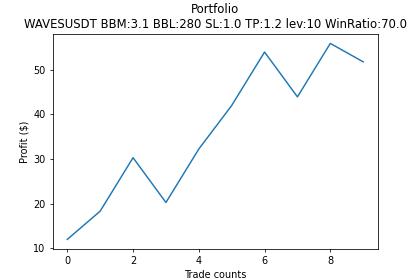 Portfolio
WAVESUSDT BBM:3.1 BBL:280 SL:1.0 TP:1.2 lev:10 WinRatio:70.0
50
40
30
20
10
Profit ($)
0 2 4 6 8
Trade counts